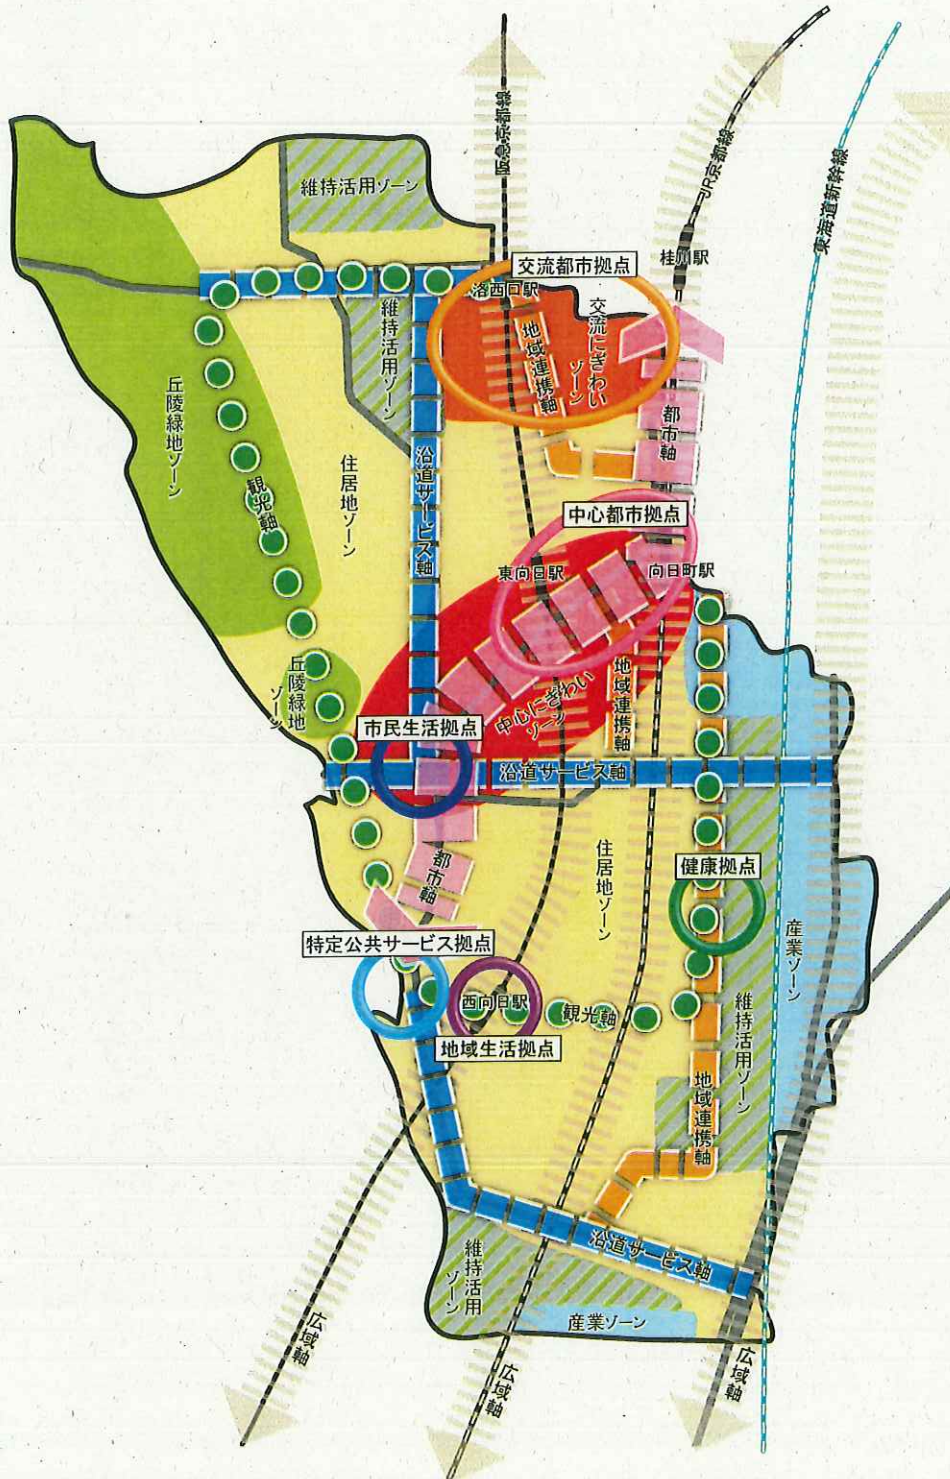 阪急京都線
JR京都線
東海道新幹線
維持活用ゾーン
交流都市拠点
桂川駅
洛西口駅
維持活用ゾーン
地域連携軸
交流にぎわい
ゾーン
都市軸
丘陵緑地ゾーン
住居地ゾーン
観光軸
沿道サービス軸
中心都市拠点
東向日駅
向日町駅
丘陵緑地
ゾーン
地域連携軸
中心にぎわい
ゾーン
市民生活拠点
沿道サービス軸
都市軸
住居地ゾーン
健康拠点
産業ゾーン
特定公共サービス拠点
西向日駅
観光軸
維持活用ゾーン
地域生活拠点
地域連携軸
沿道サービス軸
維持活用
ゾーン
産業ゾーン
広域軸
広域軸
広域軸